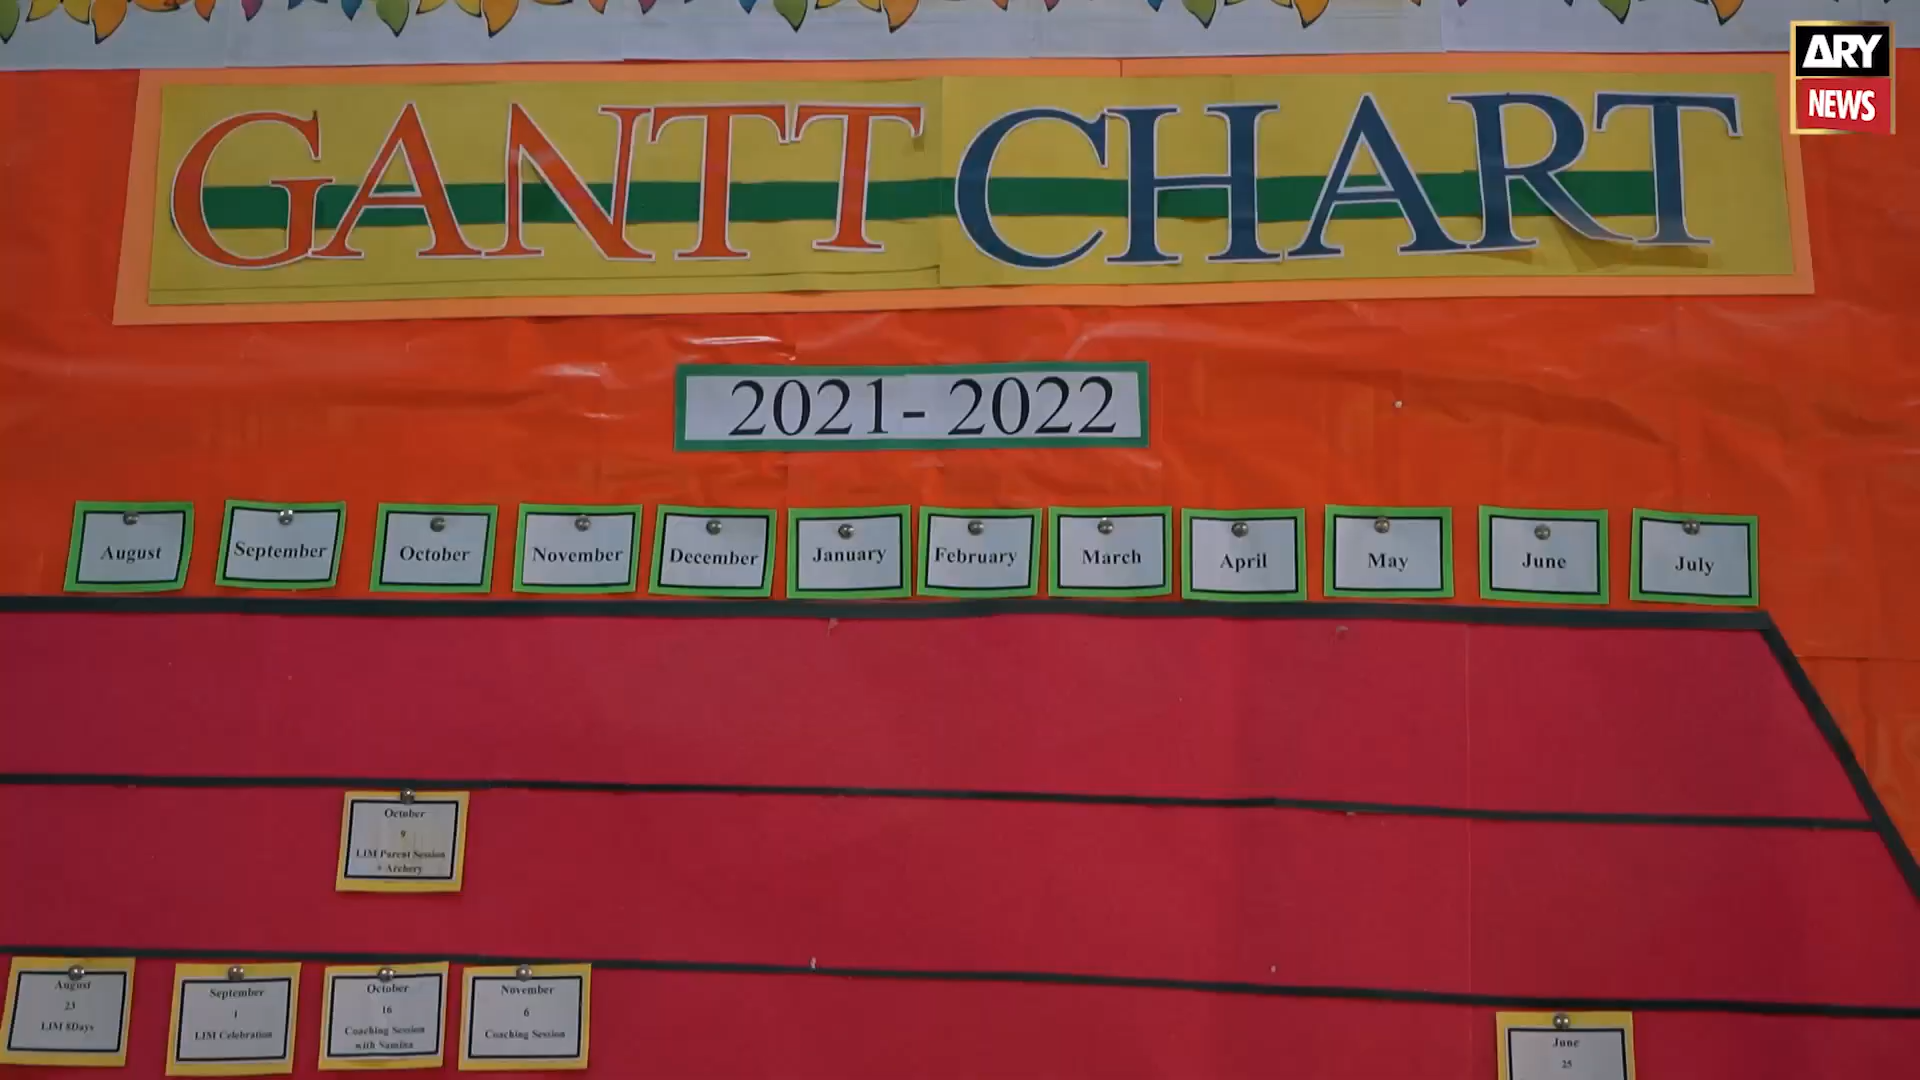 ARY
NEWS
GANTT CHART
2021- 2022
August
September
October
November
December
January
February
March
April
May
June
July
October
9
LIM Parent Session
+ Archery
August
23
LIM 8Days
September
1
LIM Celebration
October
16
Coaching Session
with Samina
November
6
Coaching Session
June
25